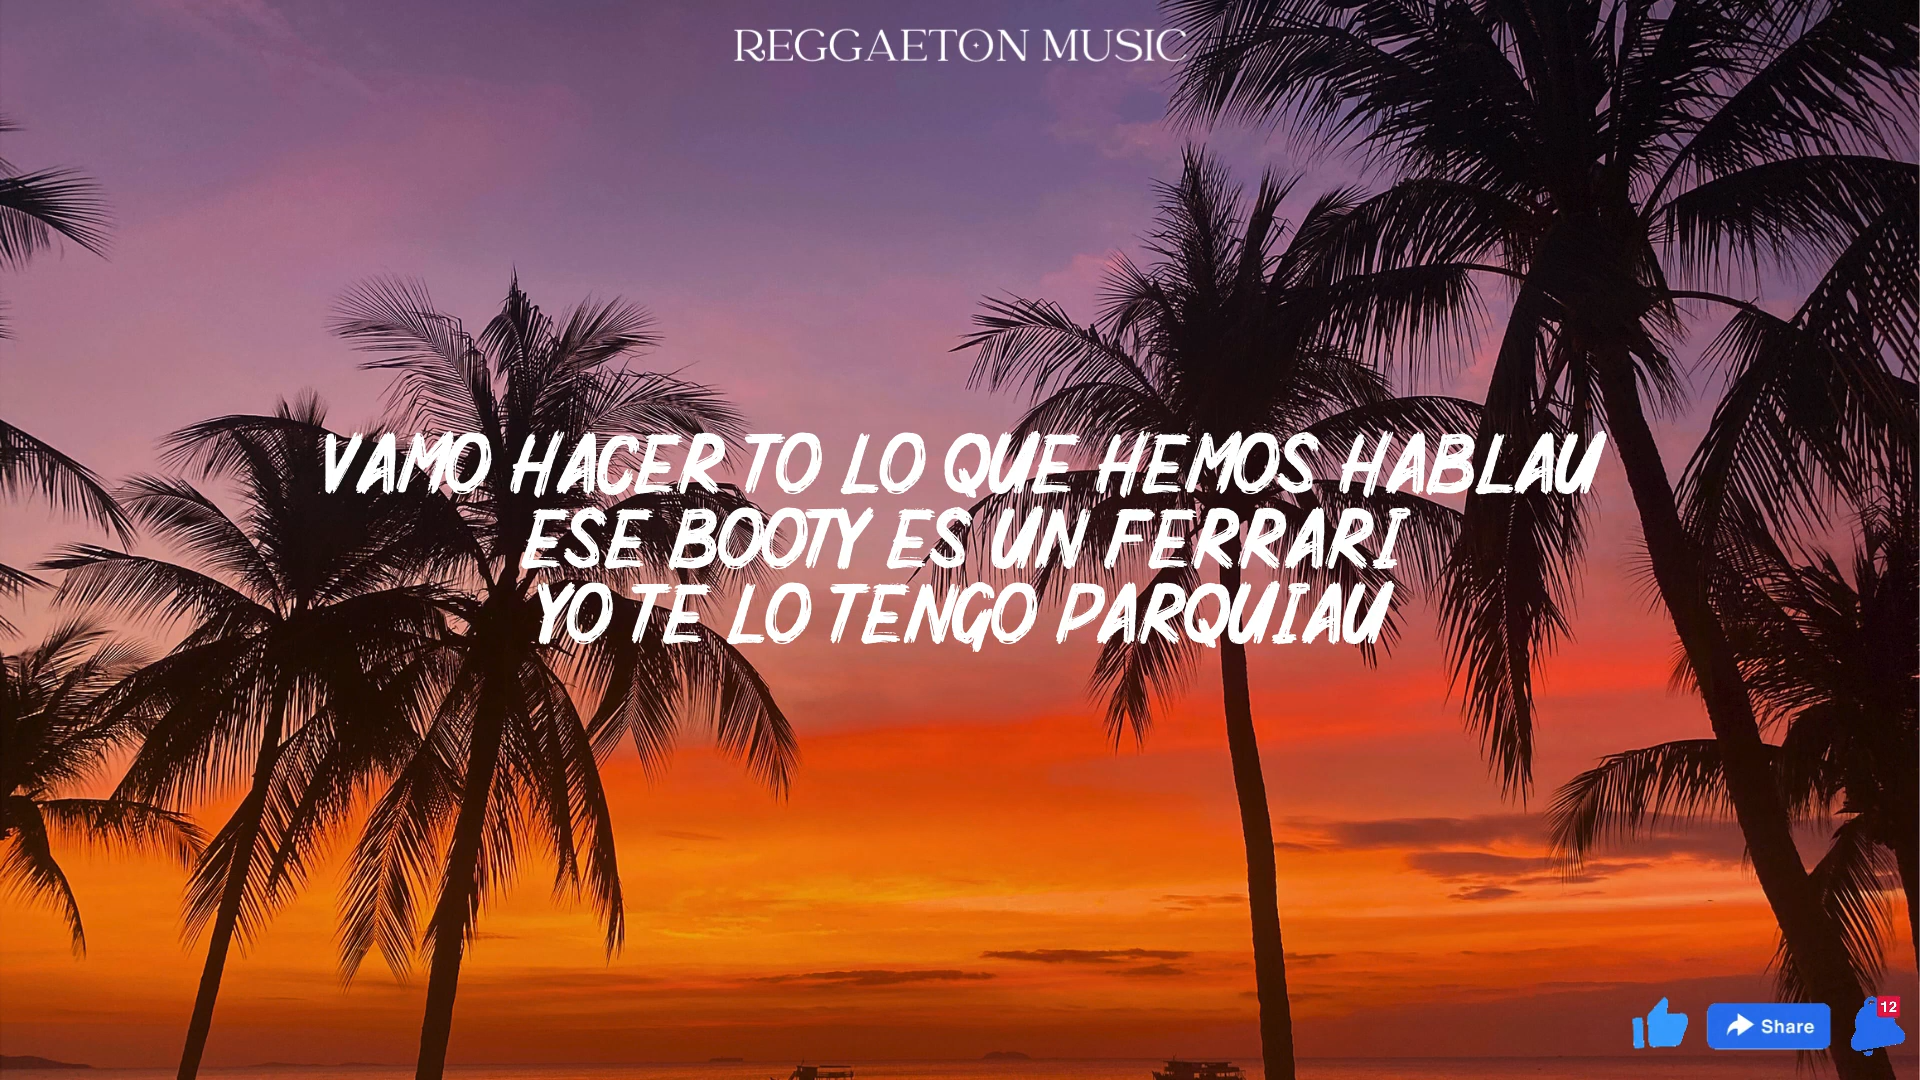 REGGAETON MUSIC
VAMO HACER TO LO QUE HEMOS HABLAU
ESE BOOTY ES UN FERRARI
YO TE LO TENGO PARQUIAU
12
Share